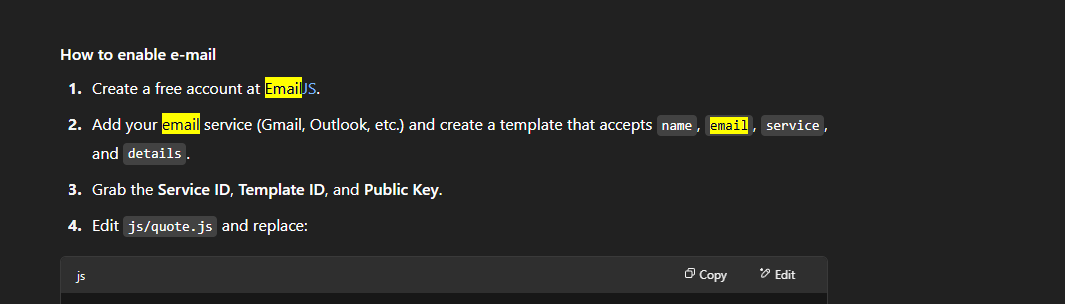 How to enable e-mail
1. Create a free account at EmailJS.
2. Add your email service (Gmail, Outlook, etc.) and create a template that accepts name, email, service,
and details.
3. Grab the Service ID, Template ID, and Public Key.
4. Edit js/quote.js and replace:
js Copy Edit